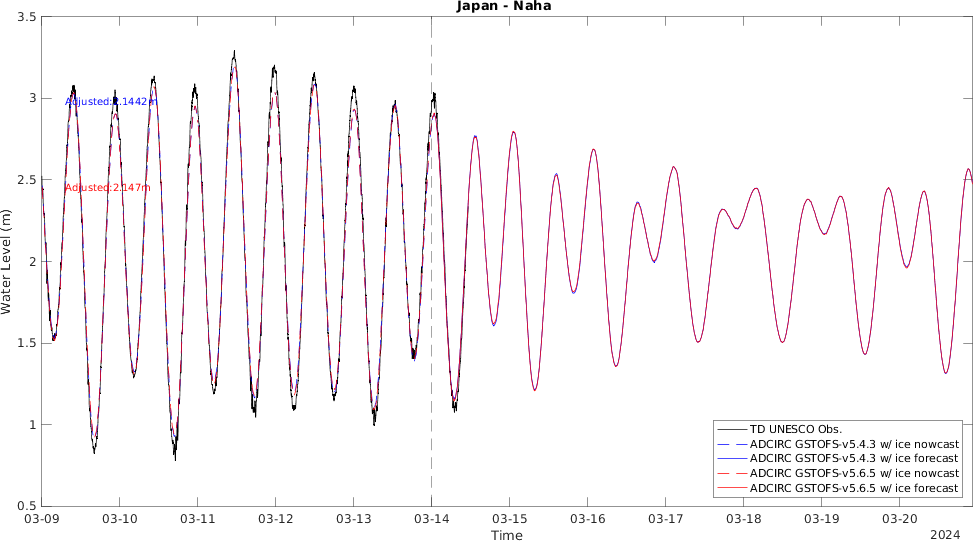 Japan - Naha
3.5
3
2.5
2
1.5
1
0.5
Water Level (m)
Adjusted:2.1442m
Adjusted:2.147m
TD UNESCO Obs.
ADCIRC GSTOFS-v5.4.3 w/ ice nowcast
ADCIRC GSTOFS-v5.4.3 w/ ice forecast
ADCIRC GSTOFS-v5.6.5 w/ ice nowcast
ADCIRC GSTOFS-v5.6.5 w/ ice forecast
03-09 03-10 03-11 03-12 03-13 03-14 03-15 03-16 03-17 03-18 03-19 03-20
Time
2024